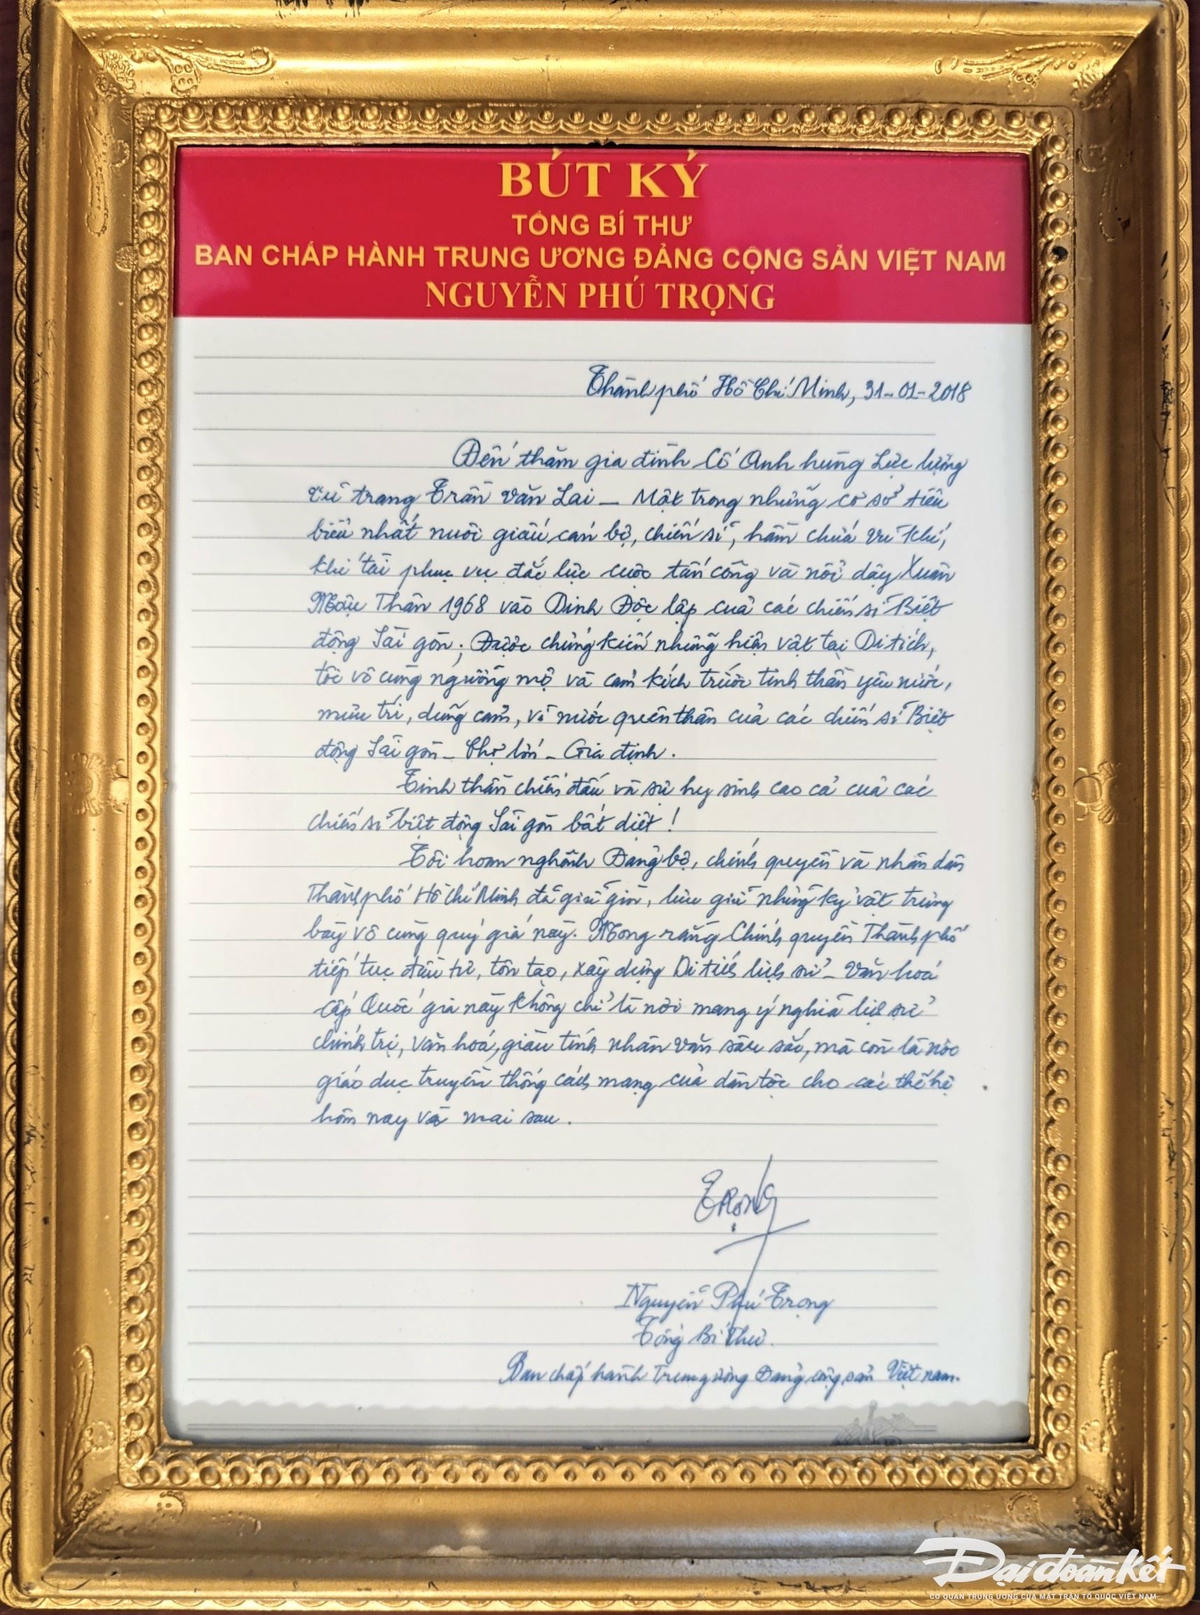 BÚT KÝ
TỔNG BÍ THƯ
BAN CHẤP HÀNH TRUNG ƯƠNG ĐẢNG CỘNG SẢN VIỆT NAM
NGUYỄN PHÚ TRỌNG
Thành phố Hồ Chí Minh, 31-01-2018
Đến thăm gia đình Cố Anh hùng Lực lượng
vũ trang Trần Văn Lai - Một trong những cơ sở tiêu
biểu nhất nuôi giấu cán bộ, chiến sĩ, hầm chứa vũ khí,
khí tài phục vụ đắc lực cuộc tấn công và nổi dậy Xuân
Mậu Thân 1968 vào Dinh Độc lập của các chiến sĩ Biệt
động Sài gòn; Được chứng kiến những hiện vật tại Di tích,
tôi vô cùng ngưỡng mộ và cảm kích trước tinh thần yêu nước,
mưu trí, dũng cảm, vì nước quên thân của các chiến sĩ Biệt
động Sài gòn - Chợ lớn - Gia định.
Tinh thần chiến đấu và sự hy sinh cao cả của các
chiến sĩ biệt động Sài gòn bất diệt!
Tôi hoan nghênh Đảng bộ, chính quyền và nhân dân
Thành phố Hồ Chí Minh đã giữ gìn, lưu giữ những kỷ vật trưng
bày vô cùng quý giá này. Mong rằng Chính quyền Thành phố
tiếp tục đầu tư, tôn tạo, xây dựng Di tích lịch sử - Văn hoá
cấp Quốc gia này không chỉ là nơi mang ý nghĩa lịch sử
chính trị, văn hoá, giàu tính nhân văn sâu sắc, mà còn là nơi
giáo dục truyền thống cách mạng của dân tộc cho các thế hệ
hôm nay và mai sau.
TRỌNG
Nguyễn Phú Trọng
Tổng Bí Thư
Ban chấp hành Trung ương Đảng cộng sản Việt nam.
Đại đoàn Kết
CƠ QUAN TRUNG ƯƠNG CỦA MẶT TRẬN TỔ QUỐC VIỆT NAM